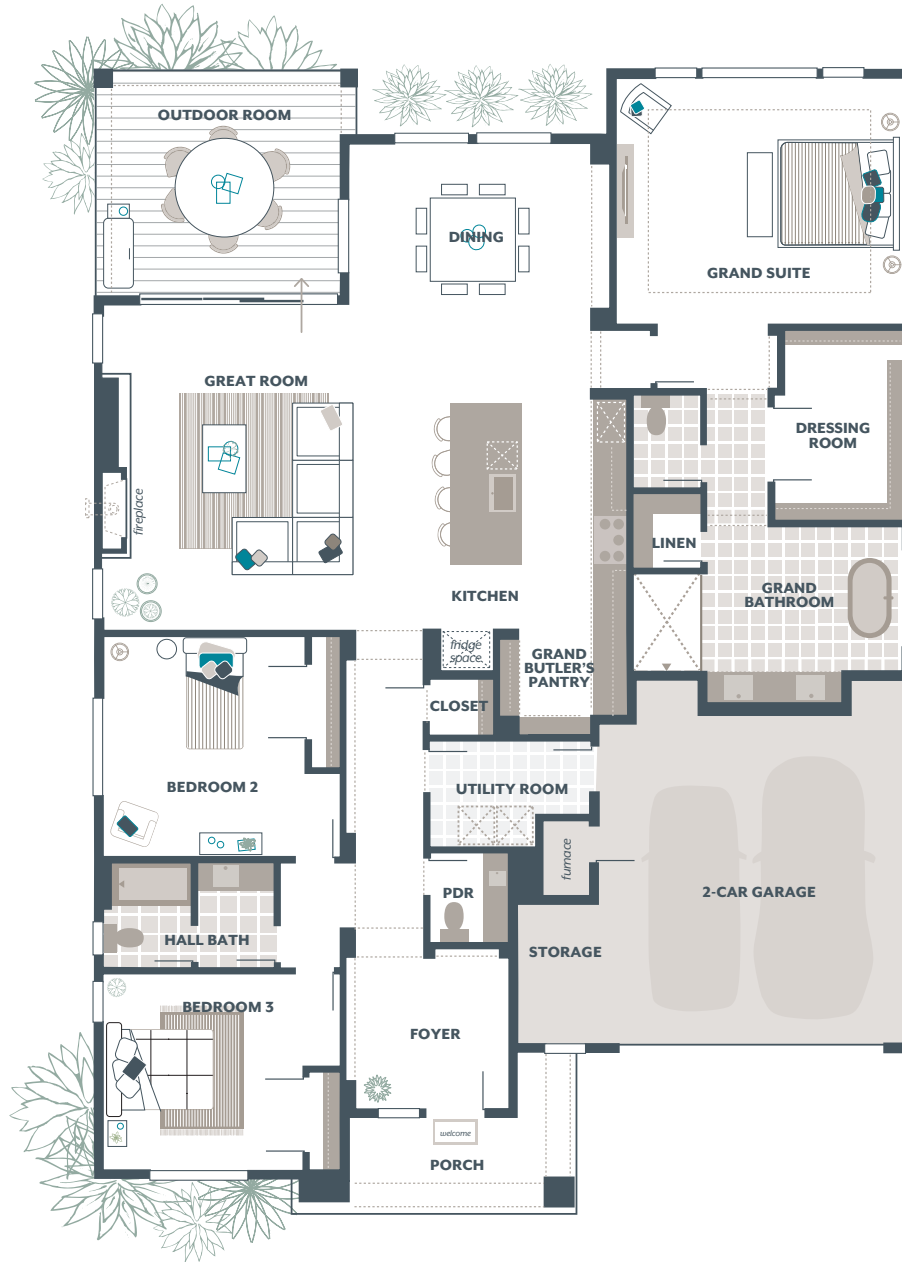 OUTDOOR ROOM
DINING
GRAND SUITE
GREAT ROOM
DRESSING
ROOM
fireplace
LINEN
KITCHEN
GRAND
BATHROOM
fridge
space
GRAND
BUTLER'S
PANTRY
CLOSET
BEDROOM 2
UTILITY ROOM
furnace
PDR
2-CAR GARAGE
HALL BATH
STORAGE
BEDROOM 3
FOYER
welcome
PORCH